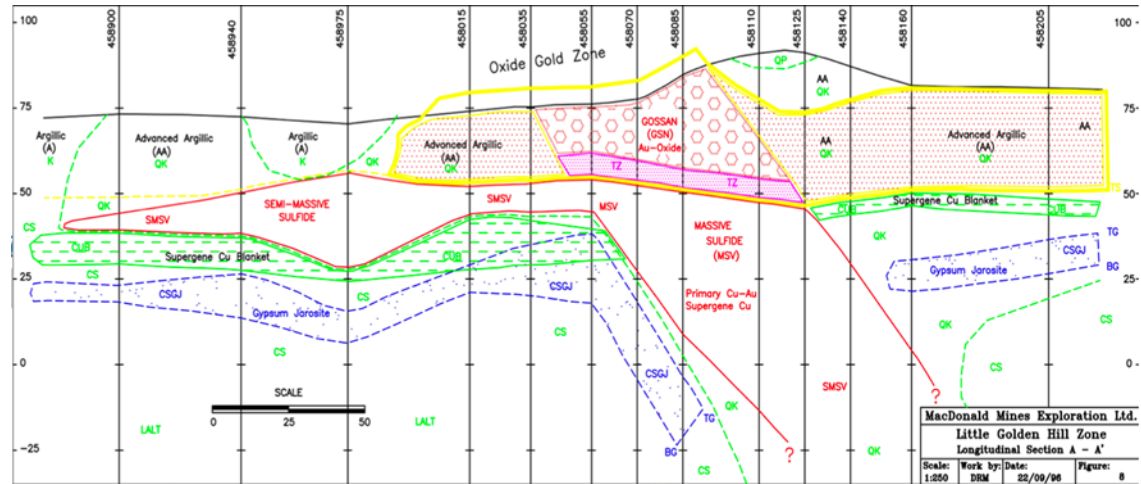 100
458900
458940
458975
458015
458035
458055
458070
458085
458110
458125
458140
458160
458205
100
Oxide Gold Zone
QP
AA
QK
75
75
Argillic
(A)
K
Advanced Argillic
(AA)
QK
Argillic
(A)
K
QK
Advanced Argillic
(AA)
QK
GOSSAN
(GSN)
Au-Oxide
TZ
TZ
AA
QK
Advanced Argillic
(AA)
QK
AA
50
50
TS
QK
SEMI-MASSIVE
SULFIDE
SMSV
SMSV
MSV
MASSIVE
SULFIDE
(MSV)
Supergene Cu Blanket
CUB
CUB
CS
CUB
Supergene Cu Blanket
CUB
QK
TG
CSGJ
BG
Gypsum Jarosite
25
25
CS
CS
CSGJ
CSGJ
Gypsum Jarosite
Primary Cu-Au
Supergene Cu
QK
CS
CS
CS
0
0
CSGJ
SMSV
CS
SCALE
0
25
50
QK
TG
?
?
LALT
LALT
-25
BG
CS
QK
MacDonald Mines Exploration Ltd.
Little Golden Hill Zone
Longitudinal Section A - A'
Scale:
1:250
Work by:
DRM
Date:
22/09/96
Figure:
8